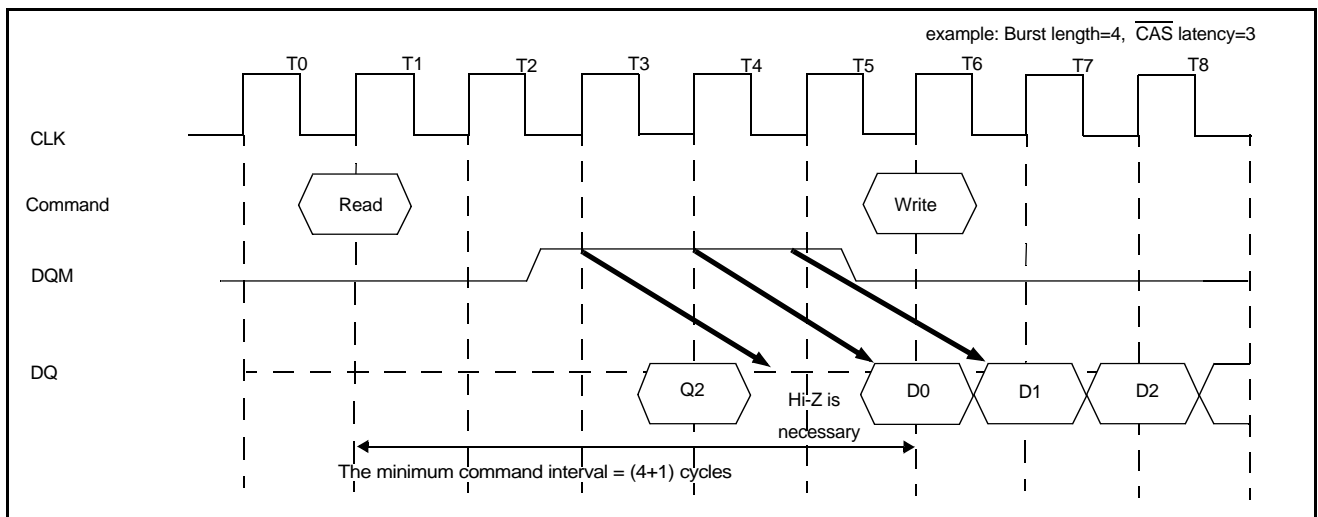 example: Burst length=4, CAS latency=3
T0 T1 T2 T3 T4 T5 T6 T7 T8
CLK
Command Read Write
DQM
DQ Q2 D0 D1 D2
Hi-Z is
necessary
The minimum command interval = (4+1) cycles